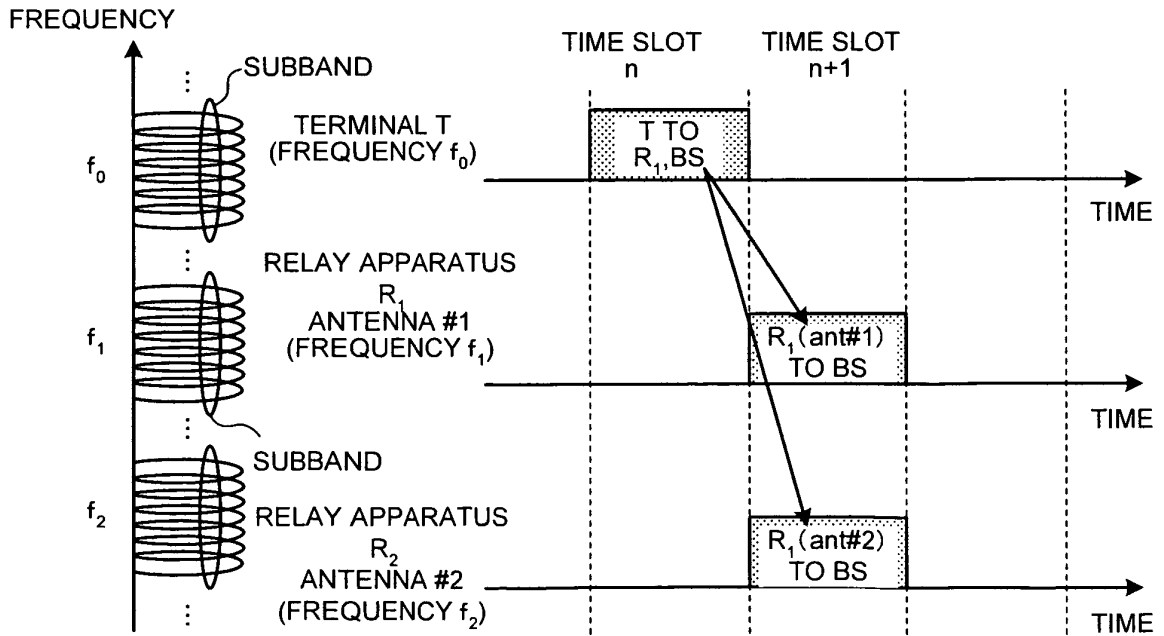 FREQUENCY
SUBBAND
TIME SLOT
n
TIME SLOT
n+1
TERMINAL T
(FREQUENCY f₀)
f₀
T TO
R₁,BS
TIME
RELAY APPARATUS
R₁
ANTENNA #1
(FREQUENCY f₁)
f₁
R₁(ant#1)
TO BS
TIME
SUBBAND
f₂
RELAY APPARATUS
R₂
ANTENNA #2
(FREQUENCY f₂)
R₁(ant#2)
TO BS
TIME